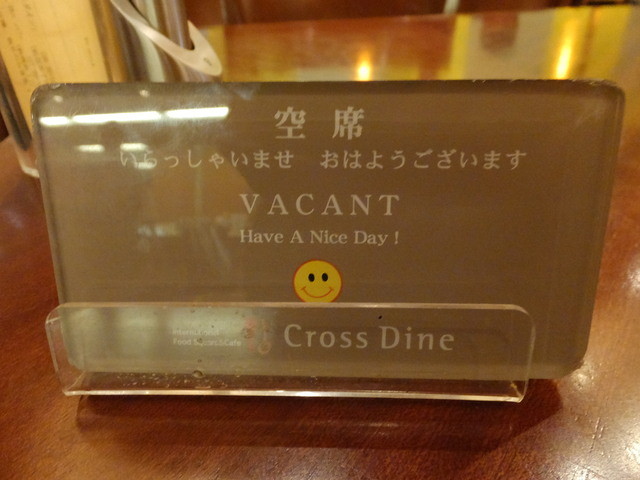 空席
いらっしゃいませ おはようございます
VACANT
Have A Nice Day !
Cross Dine